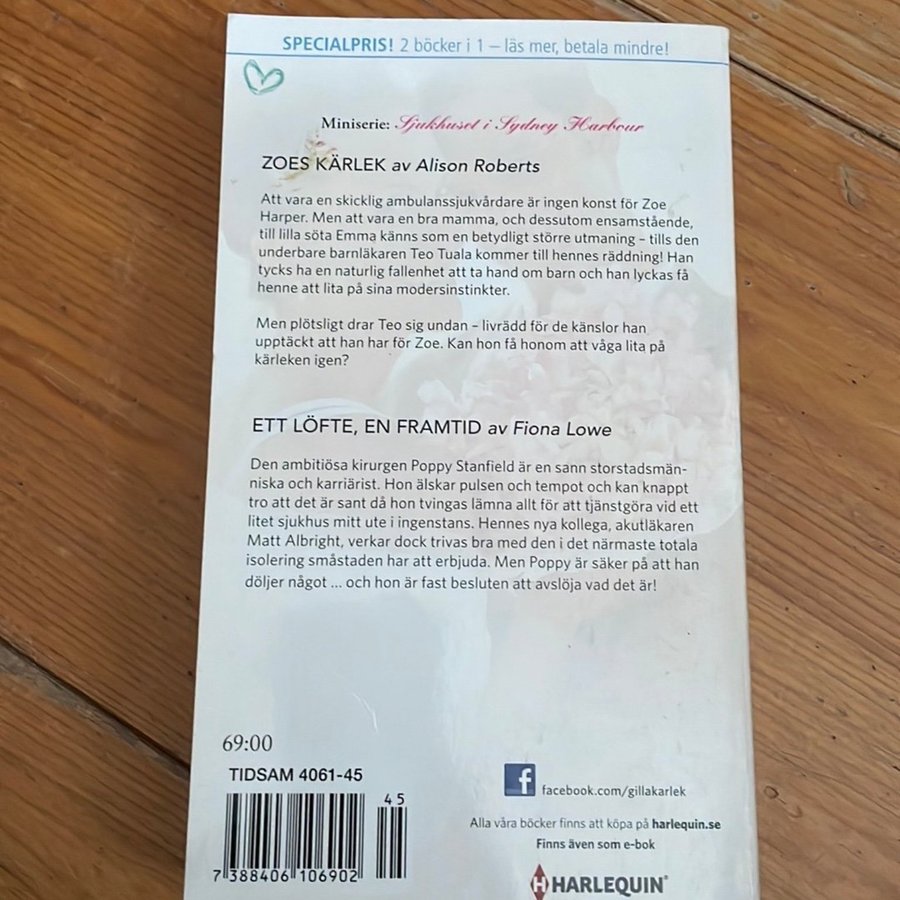 SPECIALPRIS! 2 böcker i 1 – läs mer, betala mindre!
Miniserie: Sjukhuset i Sydney Harbour
ZOES KÄRLEK av Alison Roberts
Att vara en skicklig ambulanssjukvårdare är ingen konst för Zoe
Harper. Men att vara en bra mamma, och dessutom ensamstående,
till lilla söta Emma känns som en betydligt större utmaning – tills den
underbare barnläkaren Teo Tuala kommer till hennes räddning! Han
tycks ha en naturlig fallenhet att ta hand om barn och han lyckas få
henne att lita på sina modersinstinkter.
Men plötsligt drar Teo sig undan – livrädd för de känslor han
upptäckt att han har för Zoe. Kan hon få honom att våga lita på
kärleken igen?
ETT LÖFTE, EN FRAMTID av Fiona Lowe
Den ambitiösa kirurgen Poppy Stanfield är en sann storstadsmän-
niska och karriärist. Hon älskar pulsen och tempot och kan knappt
tro att det är sant då hon tvingas lämna allt för att tjänstgöra vid ett
litet sjukhus mitt ute i ingenstans. Hennes nya kollega, akutläkaren
Matt Albright, verkar dock trivas bra med den i det närmaste totala
isolering småstaden har att erbjuda. Men Poppy är säker på att han
döljer något ... och hon är fast besluten att avslöja vad det är!
69:00
TIDSAM 4061-45
45
7 388406 106902
f facebook.com/gillakarlek
Alla våra böcker finns att köpa på harlequin.se
Finns även som e-bok
H HARLEQUIN®